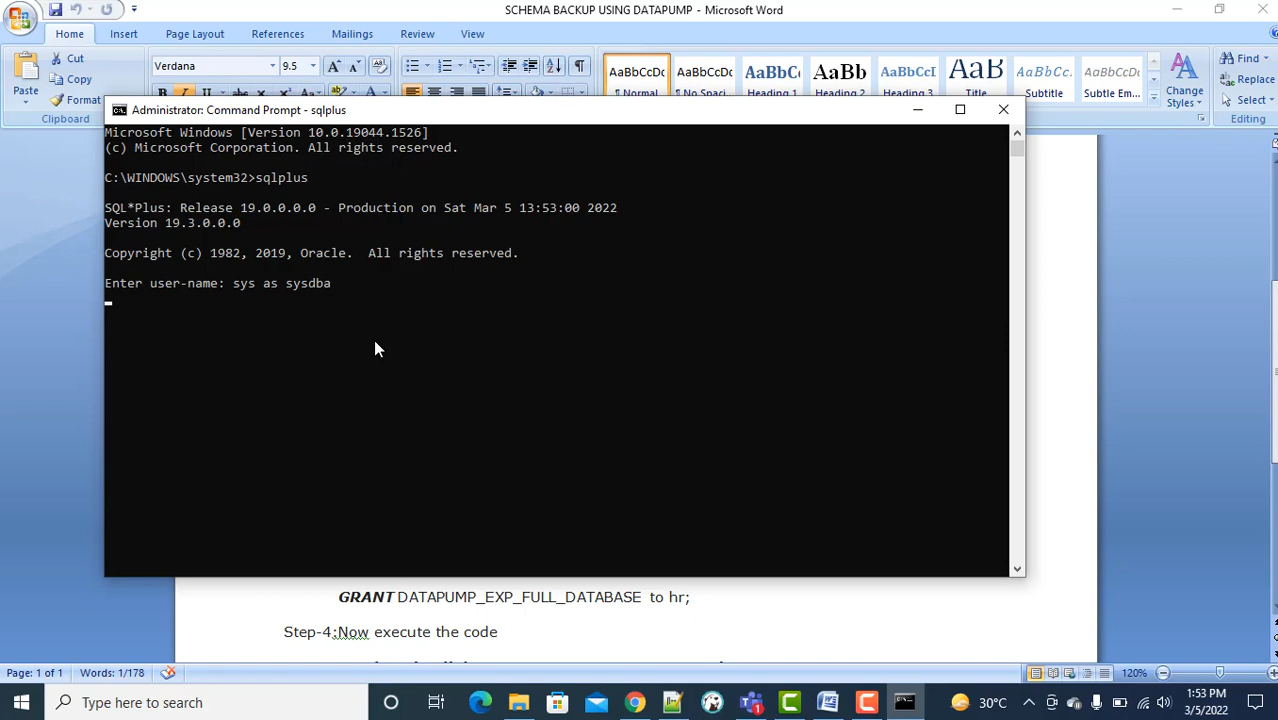 SCHEMA BACKUP USING DATAPUMP - Microsoft Word
Home Insert Page Layout References Mailings Review View
Paste
Cut
Copy
Format
Clipboard
Verdana 9.5
AaBbCcDc AaBbCcDc AaBbC AaBb AaBbCcI AaB AaBbCcI AaBbCcDc
¶ Normal ¶ No Spaci... Heading 1 Heading 2 Heading 3 Title Subtitle Subtle Em...
Change Styles
Find
Replace
Select
Editing
Administrator: Command Prompt - sqlplus
Microsoft Windows [Version 10.0.19044.1526]
(c) Microsoft Corporation. All rights reserved.
C:\WINDOWS\system32>sqlplus
SQL*Plus: Release 19.0.0.0.0 - Production on Sat Mar 5 13:53:00 2022
Version 19.3.0.0.0
Copyright (c) 1982, 2019, Oracle.  All rights reserved.
Enter user-name: sys as sysdba
GRANT DATAPUMP_EXP_FULL_DATABASE to hr;
Step-4:Now execute the code
Page: 1 of 1 Words: 1/178 120%
Type here to search
30°C
1:53 PM
3/5/2022